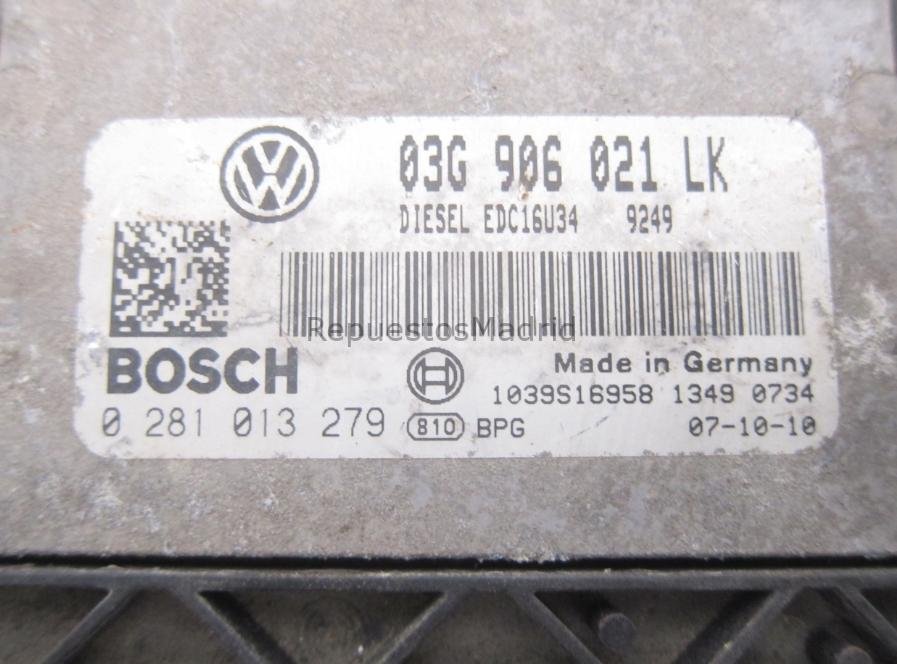 03G 906 021 LK
DIESEL EDC16U34 9249
RepuestosMadrid
BOSCH
Made in Germany
1039S16958 1349 0734
0 281 013 279 810 BPG 07-10-10